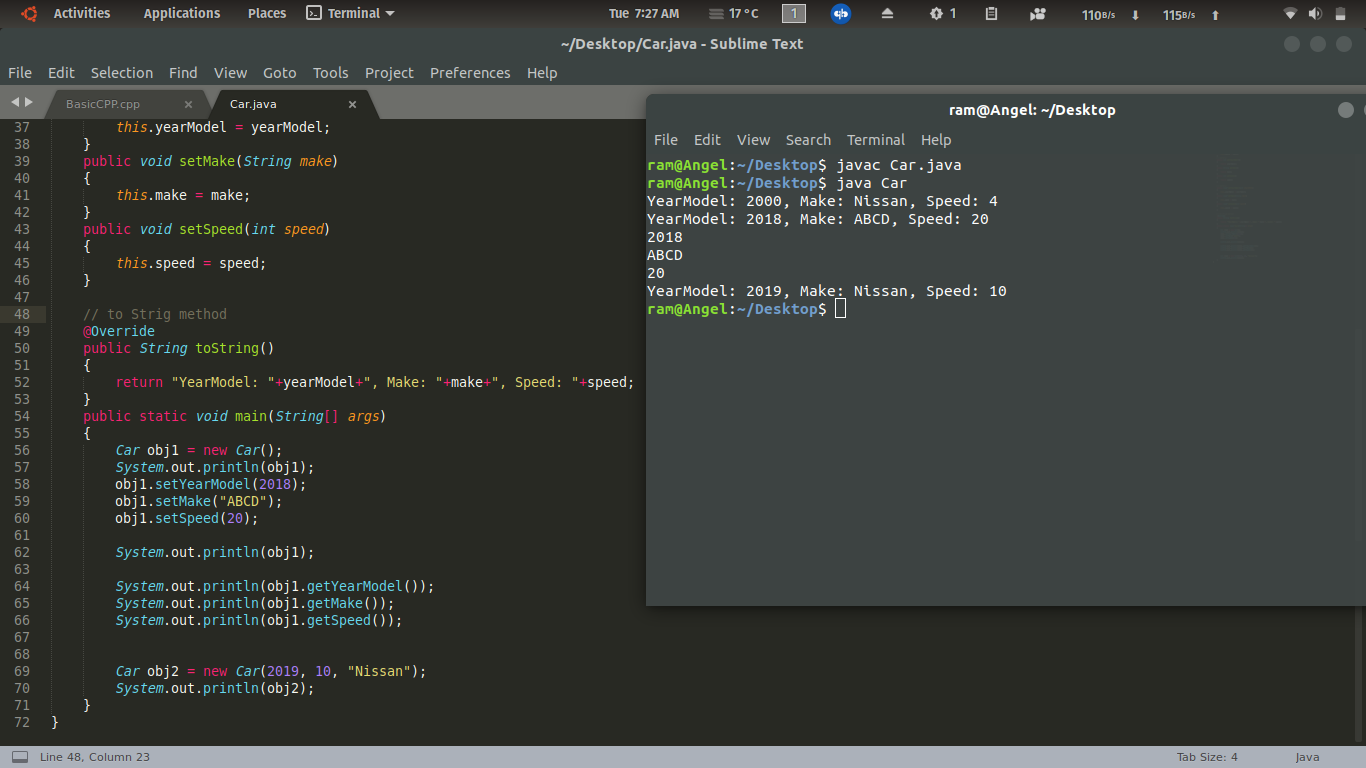 Activities Applications Places Terminal Tue 7:27 AM 17 °C 1 1 110B/s 115B/s
~/Desktop/Car.java - Sublime Text
File Edit Selection Find View Goto Tools Project Preferences Help
BasicCPP.cpp Car.java
37 this.yearModel = yearModel;
38 }
39 public void setMake(String make)
40 {
41 this.make = make;
42 }
43 public void setSpeed(int speed)
44 {
45 this.speed = speed;
46 }
47
48 // to Strig method
49 @Override
50 public String toString()
51 {
52 return "YearModel: "+yearModel+", Make: "+make+", Speed: "+speed;
53 }
54 public static void main(String[] args)
55 {
56 Car obj1 = new Car();
57 System.out.println(obj1);
58 obj1.setYearModel(2018);
59 obj1.setMake("ABCD");
60 obj1.setSpeed(20);
61
62 System.out.println(obj1);
63
64 System.out.println(obj1.getYearModel());
65 System.out.println(obj1.getMake());
66 System.out.println(obj1.getSpeed());
67
68
69 Car obj2 = new Car(2019, 10, "Nissan");
70 System.out.println(obj2);
71 }
72 }
ram@Angel: ~/Desktop
File Edit View Search Terminal Help
ram@Angel:~/Desktop$ javac Car.java
ram@Angel:~/Desktop$ java Car
YearModel: 2000, Make: Nissan, Speed: 4
YearModel: 2018, Make: ABCD, Speed: 20
2018
ABCD
20
YearModel: 2019, Make: Nissan, Speed: 10
ram@Angel:~/Desktop$
Line 48, Column 23 Tab Size: 4 Java